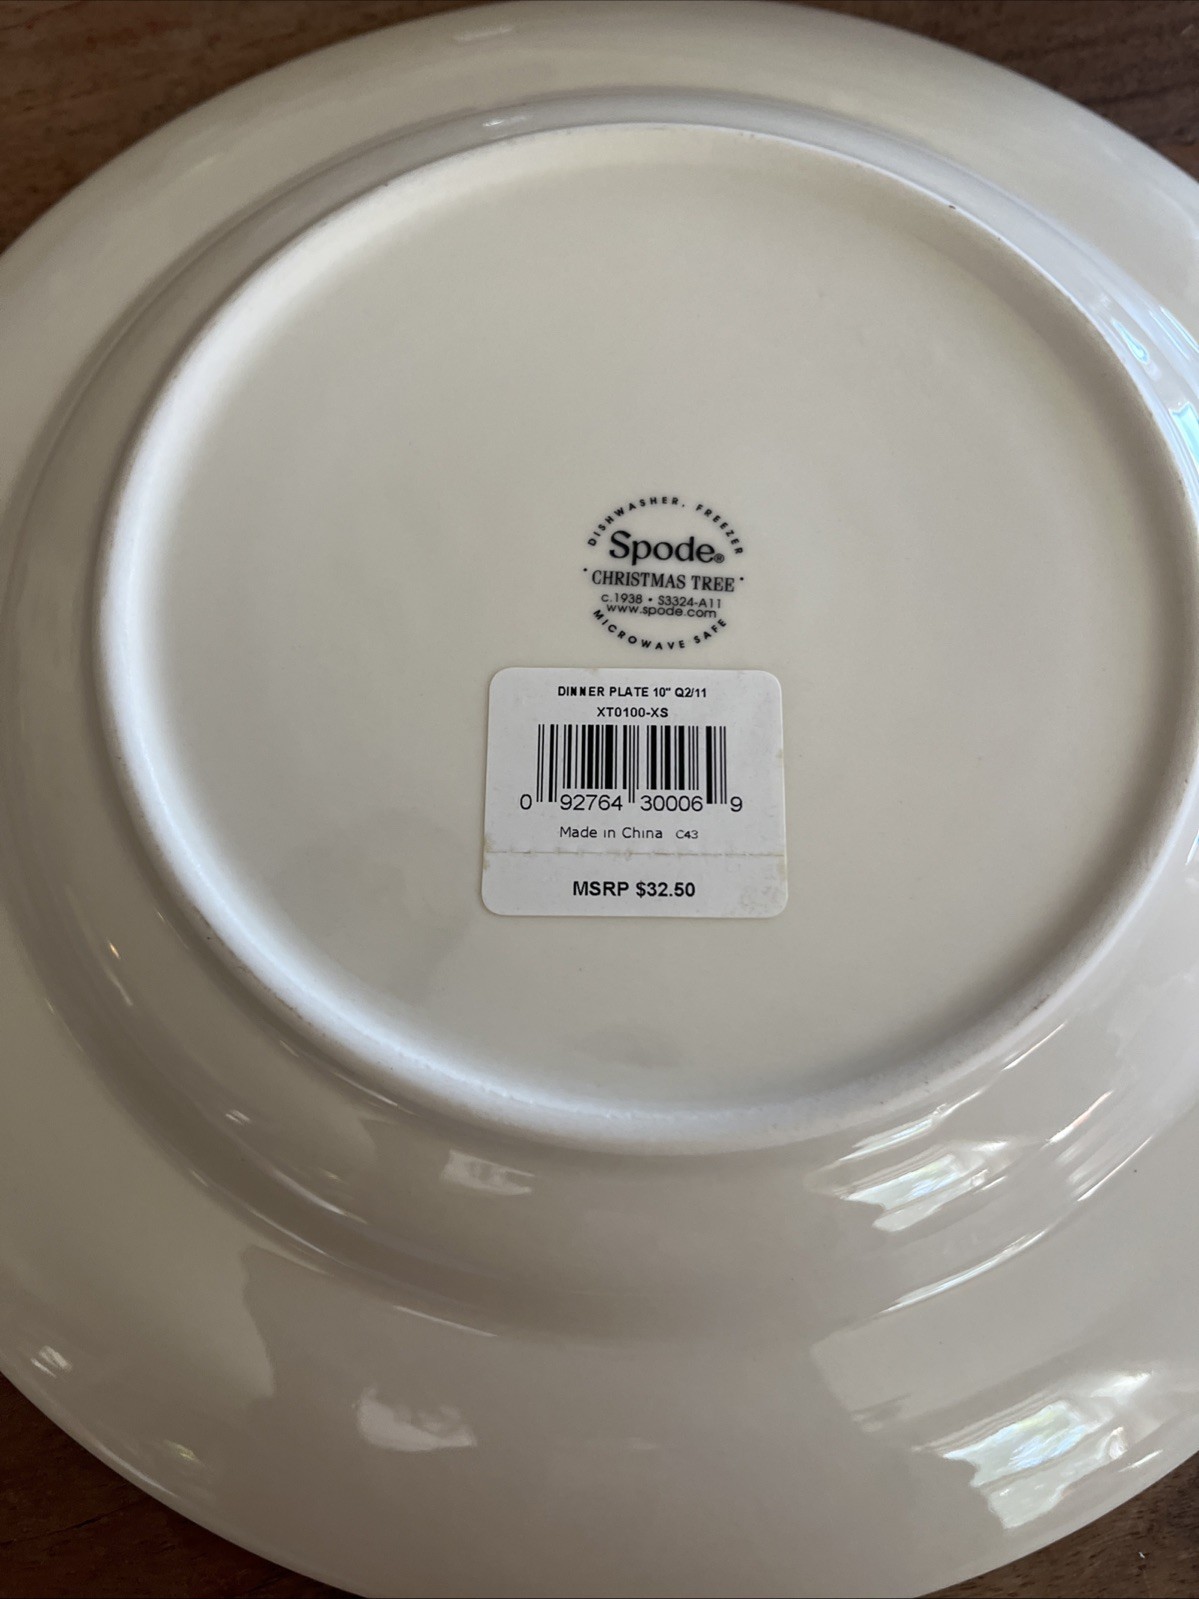 DISHWASHER, FREEZER
Spode®
· CHRISTMAS TREE ·
c.1938 • S3324-A11
www.spode.com
MICROWAVE SAFE
DINNER PLATE 10" Q2/11
XT0100-XS
0 92764 30006 9
Made in China C43
MSRP $32.50